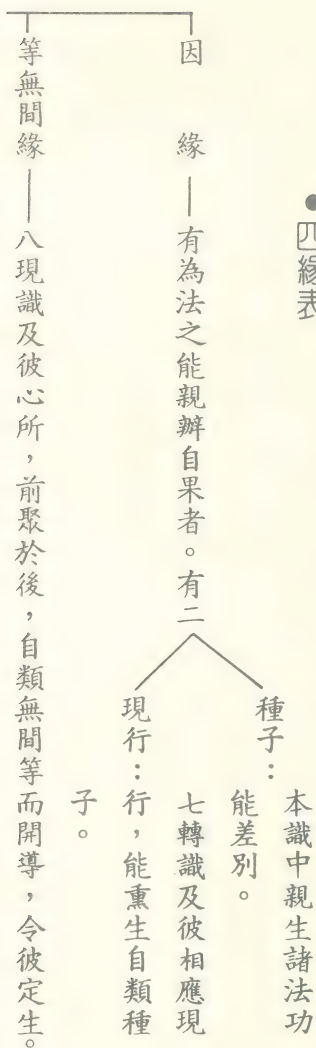 ●四緣表
因緣——有為法之能親辦自果者。有二
種子：本識中親生諸法功
能差別。
現行：七轉識及彼相應現
行，能熏生自類種
子。
等無間緣——八現識及彼心所，前聚於後，自類無間等而開導，令彼定生。